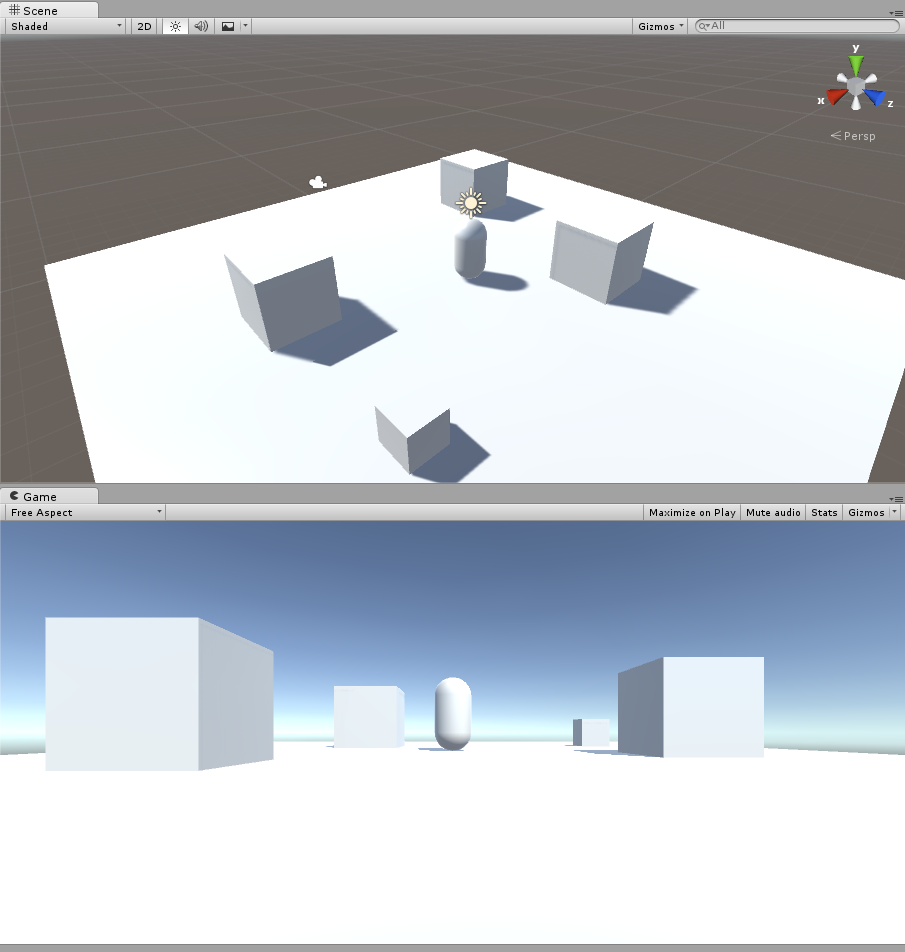 Scene
Shaded 2D Gizmos All
y
x z
Persp
Game
Free Aspect Maximize on Play Mute audio Stats Gizmos